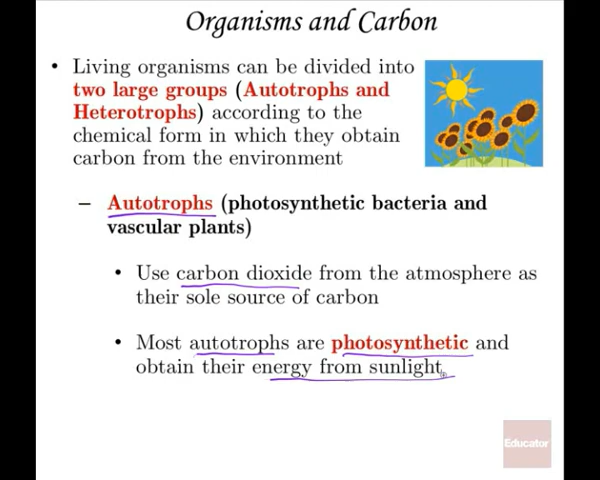 Organisms and Carbon
• Living organisms can be divided into
two large groups (Autotrophs and
Heterotrophs) according to the
chemical form in which they obtain
carbon from the environment
– Autotrophs (photosynthetic bacteria and
vascular plants)
• Use carbon dioxide from the atmosphere as
their sole source of carbon
• Most autotrophs are photosynthetic and
obtain their energy from sunlight
Educator